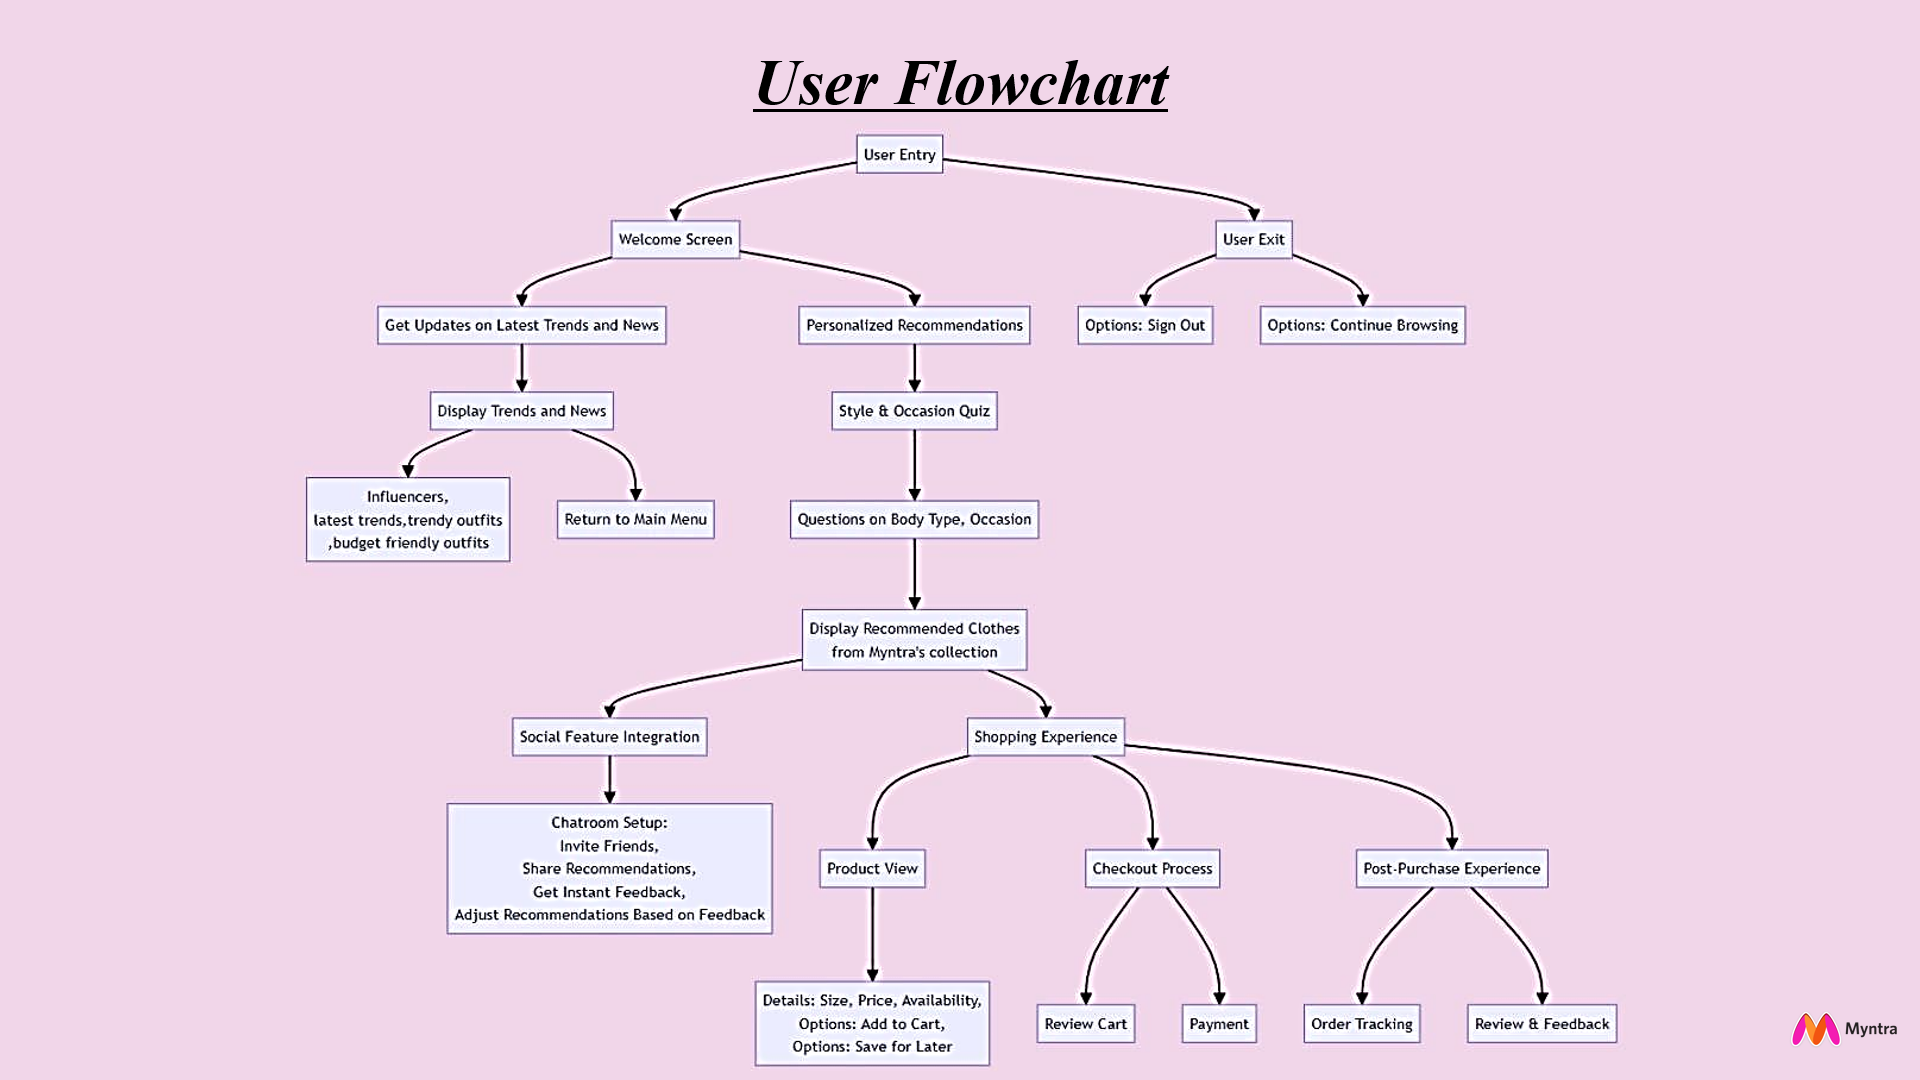 User Flowchart
User Entry
Welcome Screen
User Exit
Get Updates on Latest Trends and News
Personalized Recommendations
Options: Sign Out
Options: Continue Browsing
Display Trends and News
Style & Occasion Quiz
Influencers,
latest trends,trendy outfits
,budget friendly outfits
Return to Main Menu
Questions on Body Type, Occasion
Display Recommended Clothes
from Myntra's collection
Social Feature Integration
Shopping Experience
Chatroom Setup:
Invite Friends,
Share Recommendations,
Get Instant Feedback,
Adjust Recommendations Based on Feedback
Product View
Checkout Process
Post-Purchase Experience
Details: Size, Price, Availability,
Options: Add to Cart,
Options: Save for Later
Review Cart
Payment
Order Tracking
Review & Feedback
Myntra